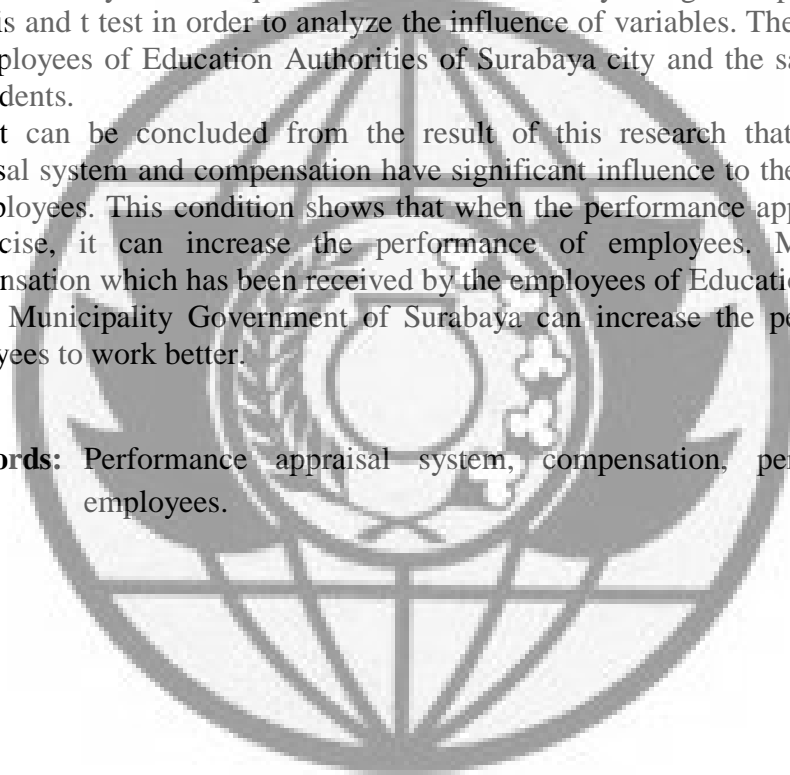 is and t test in order to analyze the influence of variables. The
ployees of Education Authorities of Surabaya city and the sa
dents.
t can be concluded from the result of this research that
sal system and compensation have significant influence to the
ployees. This condition shows that when the performance app
cise, it can increase the performance of employees. M
nsation which has been received by the employees of Educatio
Municipality Government of Surabaya can increase the pe
yees to work better.
ords: Performance appraisal system, compensation, per
employees.